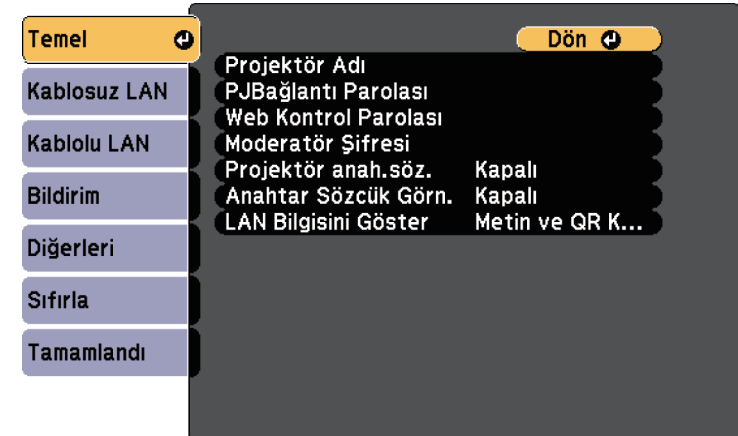 Temel
Kablosuz LAN
Kablolu LAN
Bildirim
Diğerleri
Sıfırla
Tamamlandı
Dön
Projektör Adı
PJBağlantı Parolası
Web Kontrol Parolası
Moderatör Şifresi
Projektör anah.söz. Kapalı
Anahtar Sözcük Görn. Kapalı
LAN Bilgisini Göster Metin ve QR K...